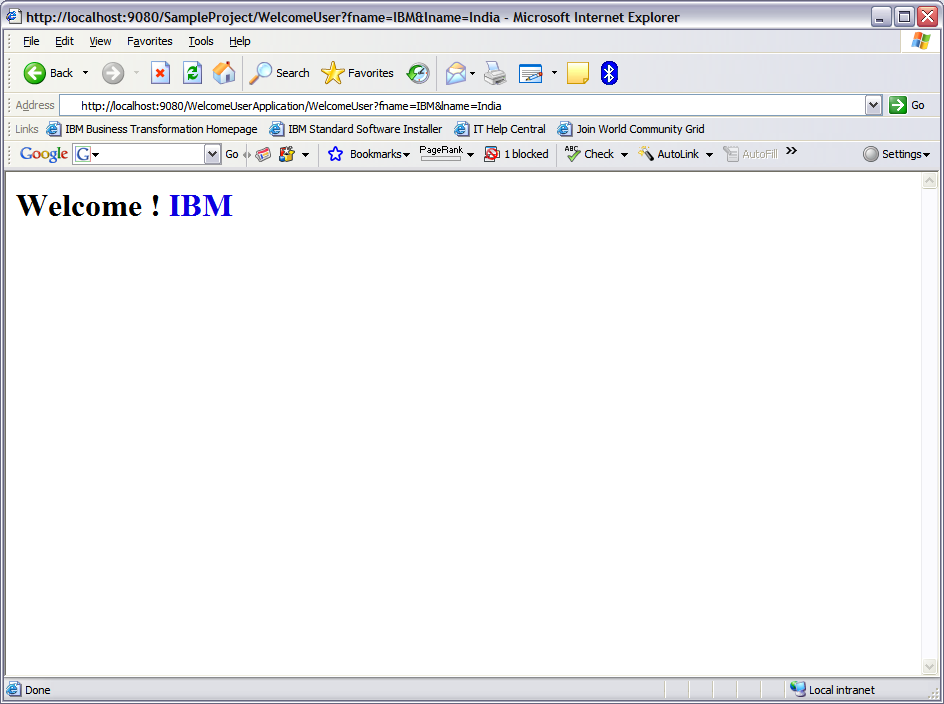 http://localhost:9080/SampleProject/WelcomeUser?fname=IBM&lname=India - Microsoft Internet Explorer
File Edit View Favorites Tools Help
Back Search Favorites
Address http://localhost:9080/WelcomeUserApplication/WelcomeUser?fname=IBM&lname=India Go
Links IBM Business Transformation Homepage IBM Standard Software Installer IT Help Central Join World Community Grid
Google G Go Bookmarks PageRank 1 blocked ABC Check AutoLink AutoFill » Settings
Welcome ! IBM
Done Local intranet